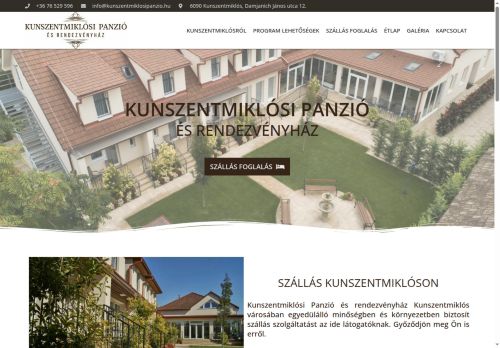 +36 76 529 596
info@kunszentmiklosipanzio.hu
6090 Kunszentmiklós, Damjanich János utca 12.
KUNSZENTMIKLÓSI PANZIÓ
ÉS RENDEZVÉNYHÁZ
KUNSZENTMIKLÓSRÓL
PROGRAM LEHETŐSÉGEK
SZÁLLÁS FOGLALÁS
ÉTLAP
GALÉRIA
KAPCSOLAT
KUNSZENTMIKLÓSI PANZIÓ
ÉS RENDEZVÉNYHÁZ
SZÁLLÁS FOGLALÁS
SZÁLLÁS KUNSZENTMIKLÓSON
Kunszentmiklósi Panzió és rendezvényház Kunszentmiklós
városában egyedülálló minőségben és környezetben biztosít
szállás szolgáltatást az ide látogatóknak. Győződjön meg Ön is
erről.